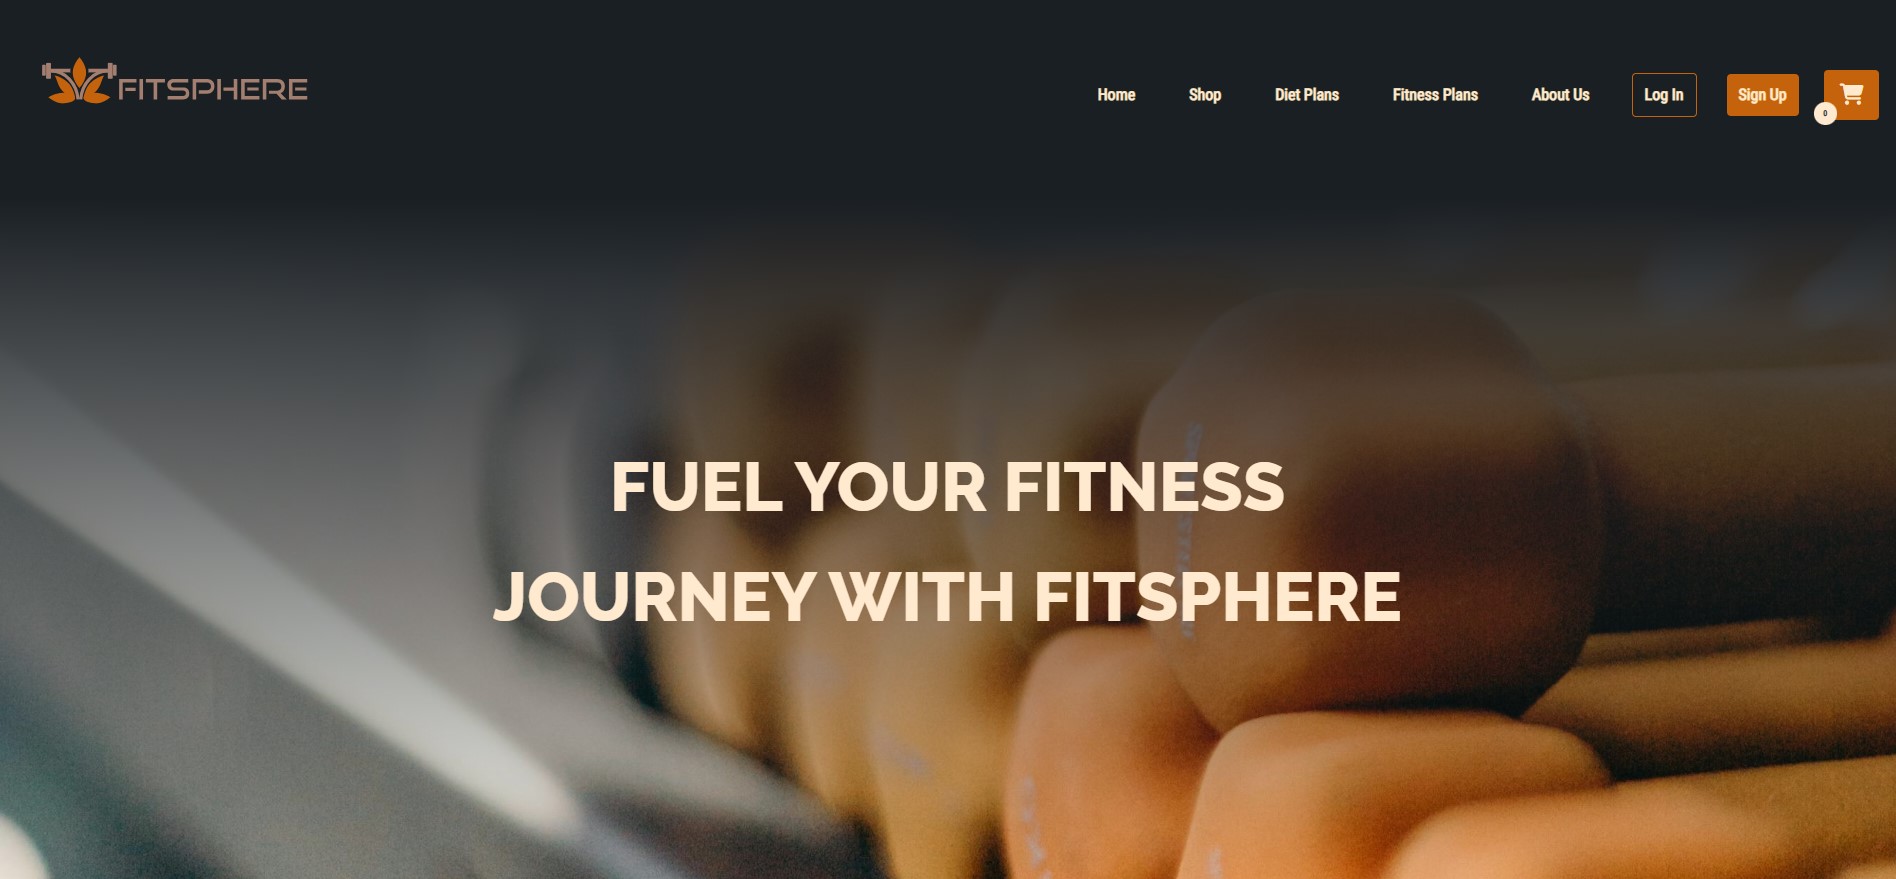 FITSPHERE
Home
Shop
Diet Plans
Fitness Plans
About Us
Log In
Sign Up
0
FUEL YOUR FITNESS
JOURNEY WITH FITSPHERE